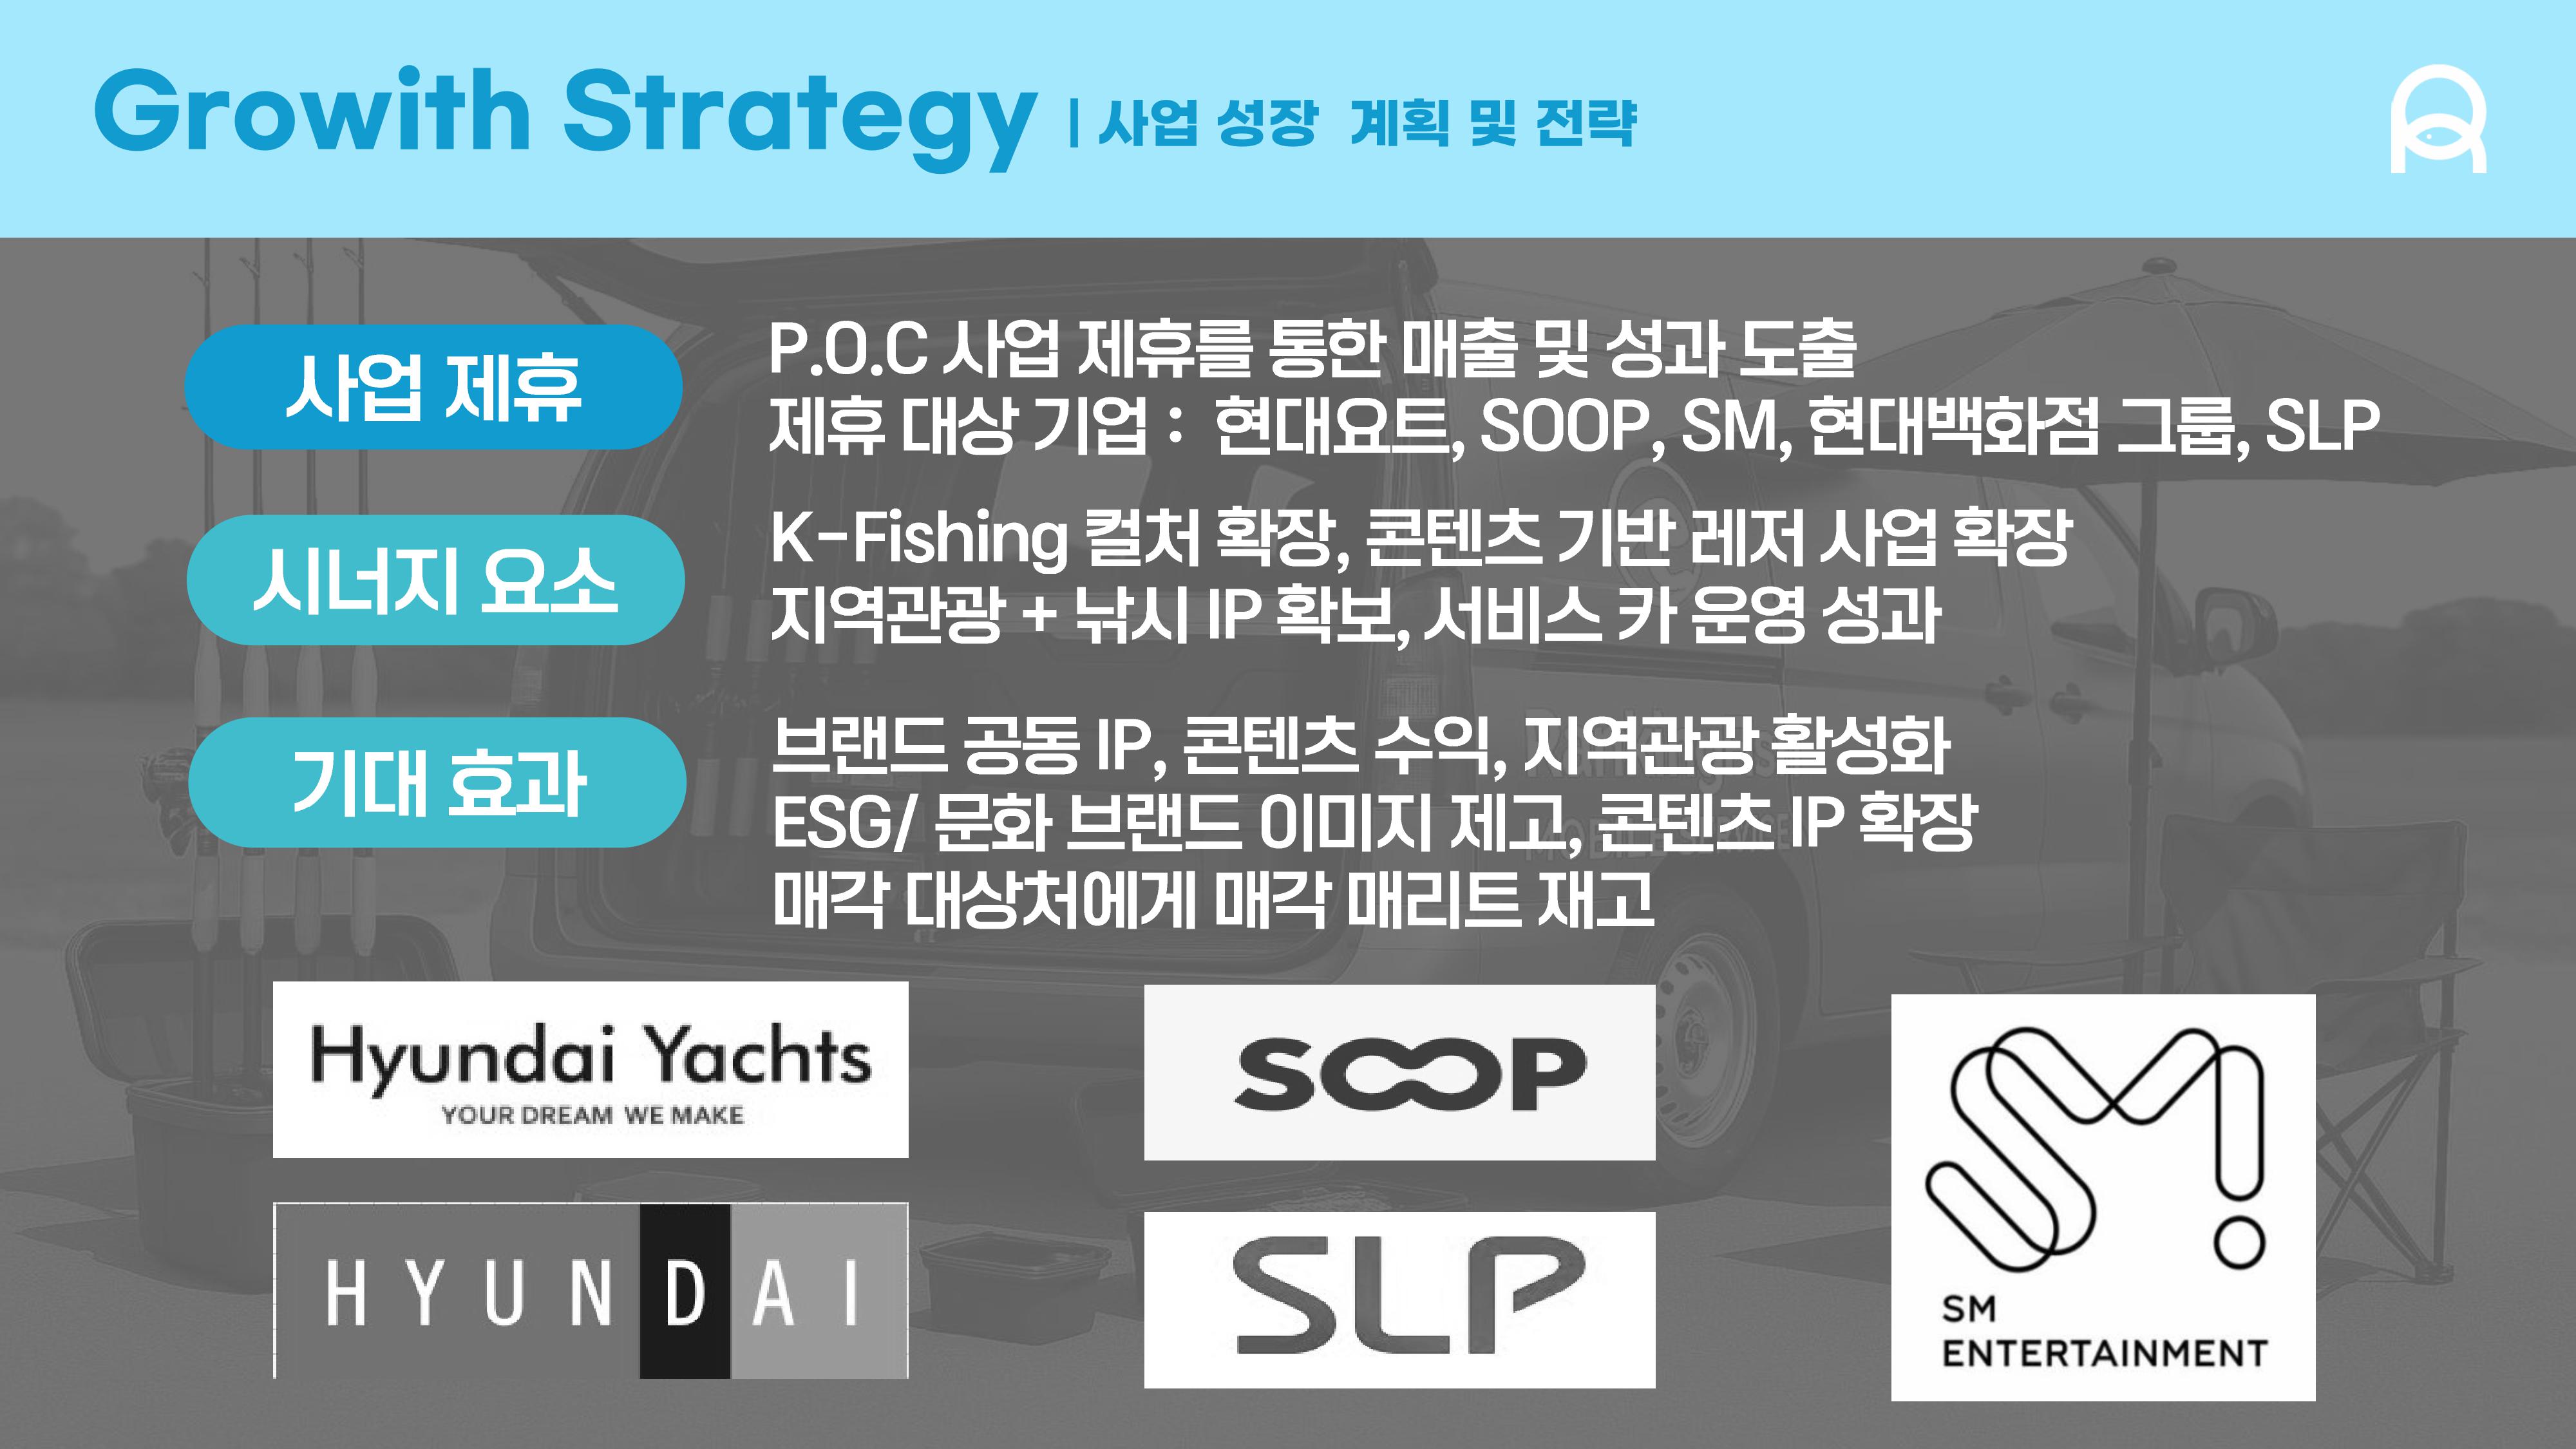 Growith Strategy | 사업 성장 계획 및 전략
사업 제휴
P.O.C 사업 제휴를 통한 매출 및 성과 도출
제휴 대상 기업 : 현대요트, SOOP, SM, 현대백화점 그룹, SLP
시너지 요소
K-Fishing 컬처 확장, 콘텐츠 기반 레저 사업 확장
지역관광 + 낚시 IP 확보, 서비스 카 운영 성과
기대 효과
브랜드 공동 IP, 콘텐츠 수익, 지역관광 활성화
ESG/ 문화 브랜드 이미지 제고, 콘텐츠 IP 확장
매각 대상처에게 매각 매리트 재고
Hyundai Yachts
YOUR DREAM WE MAKE
SOOP
SM
ENTERTAINMENT
HYUNDAI
SLP